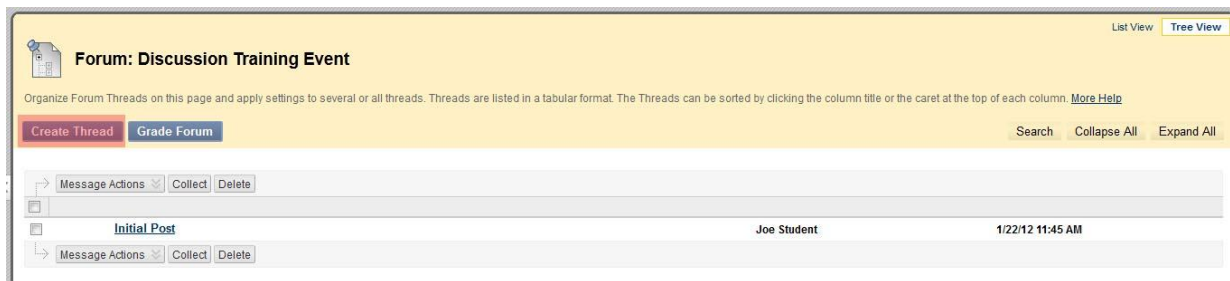 List View Tree View
Forum: Discussion Training Event
Organize Forum Threads on this page and apply settings to several or all threads. Threads are listed in a tabular format. The Threads can be sorted by clicking the column title or the caret at the top of each column. More Help
Create Thread Grade Forum Search Collapse All Expand All
Message Actions Collect Delete
Initial Post Joe Student 1/22/12 11:45 AM
Message Actions Collect Delete